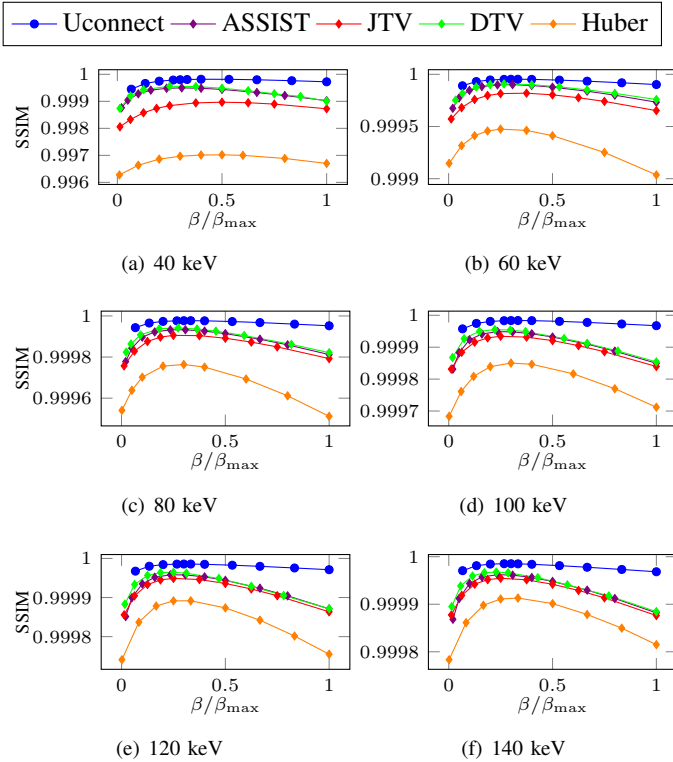 Uconnect ASSIST JTV DTV Huber
1
0.999
0.998
0.997
0.996
SSIM
0 0.5 1
β/βmax
(a) 40 keV
1
0.9995
0.999
0 0.5 1
β/βmax
(b) 60 keV
1
0.9998
0.9996
SSIM
0 0.5 1
β/βmax
(c) 80 keV
1
0.9999
0.9998
0.9997
0 0.5 1
β/βmax
(d) 100 keV
1
0.9999
0.9998
SSIM
0 0.5 1
β/βmax
(e) 120 keV
1
0.9999
0.9998
0 0.5 1
β/βmax
(f) 140 keV